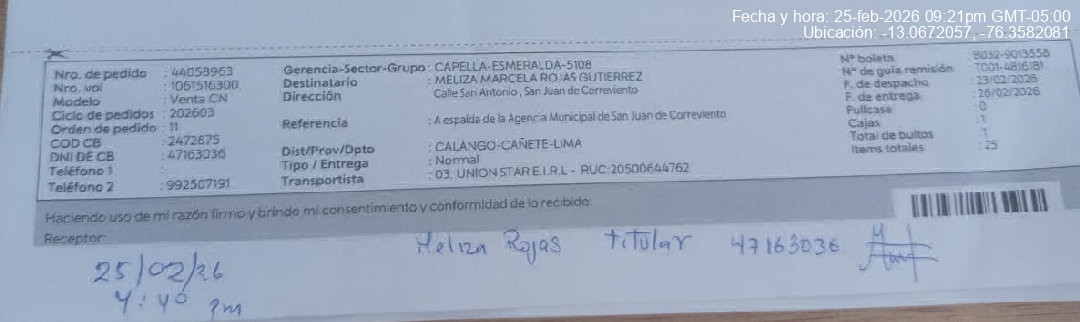 Fecha y hora: 25-feb-2026 09:21pm GMT-05:00
Ubicación: -13.0672057, -76.3582081
Nro. de pedido : 44058963
Nro. vol : 1061516300
Modelo : Venta CN
Ciclo de pedidos : 202603
Orden de pedido : 11
COD CB : 2472675
DNI DE CB : 47163036
Teléfono 1 :
Teléfono 2 : 992507191
Gerencia-Sector-Grupo : CAPELLA-ESMERALDA-5108
Destinatario : MELIZA MARCELA ROJAS GUTIERREZ
Dirección Calle San Antonio , San Juan de Correviento
Referencia : A espalda de la Agencia Municipal de San Juan de Correviento
Dist/Prov/Dpto : CALANGO-CAÑETE-LIMA
Tipo / Entrega : Normal
Transportista : 03. UNION STAR E.I.R.L - RUC:20500644762
N° boleta : B032-9013558
N° de guía remisión : T001-4816181
F. de despacho : 23/02/2026
F. de entrega : 26/02/2026
Pullcase : 0
Cajas : 1
Total de bultos : 1
Items totales : 25
Haciendo uso de mi razón firmo y brindo mi consentimiento y conformidad de lo recibido:
Receptor:
Meliza Rojas titular 47163036
25/02/26
4:40 pm